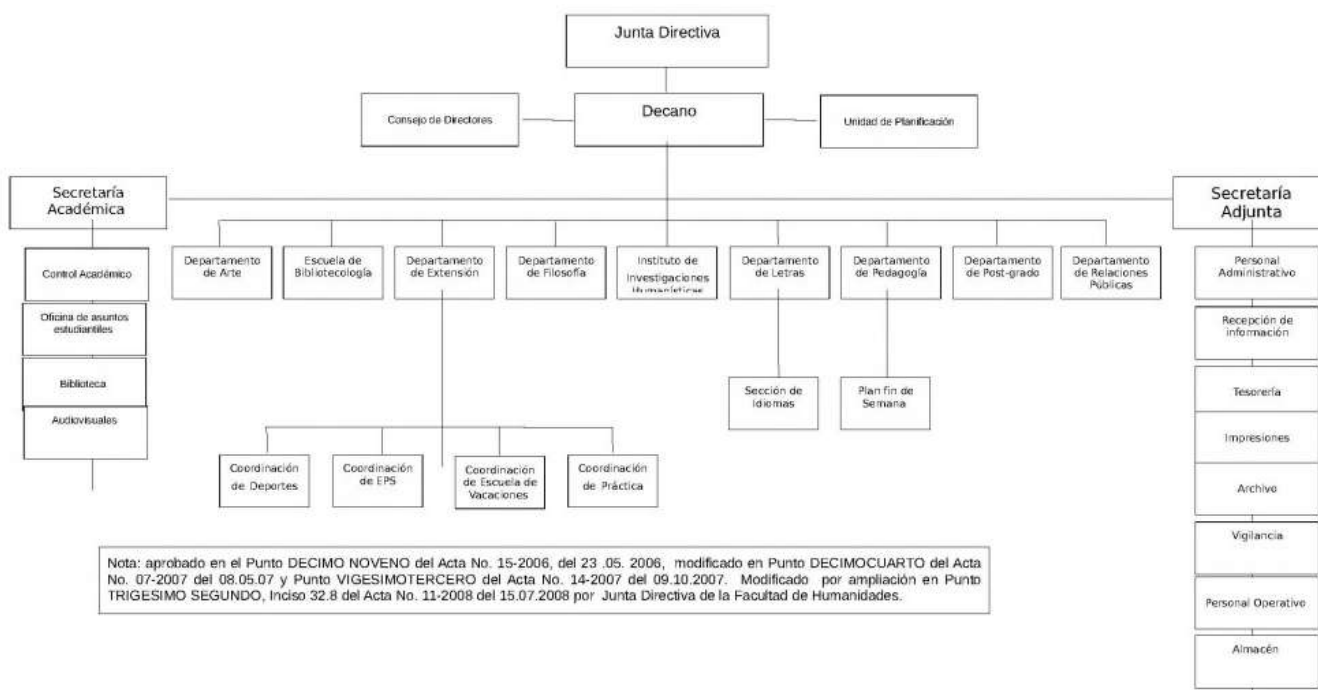 Junta Directiva
Consejo de Directores
Decano
Unidad de Planificación
Secretaría
Académica
Secretaría
Adjunta
Control Académico
Oficina de asuntos
estudiantiles
Biblioteca
Audiovisuales
Departamento
de Arte
Escuela de
Bibliotecología
Departamento
de Extensión
Departamento
de Filosofía
Instituto de
Investigaciones
Humanísticas
Departamento
de Letras
Departamento
de Pedagogía
Departamento
de Post-grado
Departamento
de Relaciones
Públicas
Sección de
Idiomas
Plan fin de
Semana
Coordinación
de Deportes
Coordinación
de EPS
Coordinación
de Escuela de
Vacaciones
Coordinación
de Práctica
Personal
Administrativo
Recepción de
información
Tesorería
Impresiones
Archivo
Vigilancia
Personal Operativo
Almacén
Nota: aprobado en el Punto DECIMO NOVENO del Acta No. 15-2006, del 23 .05. 2006, modificado en Punto DECIMOCUARTO del Acta
No. 07-2007 del 08.05.07 y Punto VIGESIMOTERCERO del Acta No. 14-2007 del 09.10.2007. Modificado por ampliación en Punto
TRIGESIMO SEGUNDO, Inciso 32.8 del Acta No. 11-2008 del 15.07.2008 por Junta Directiva de la Facultad de Humanidades.